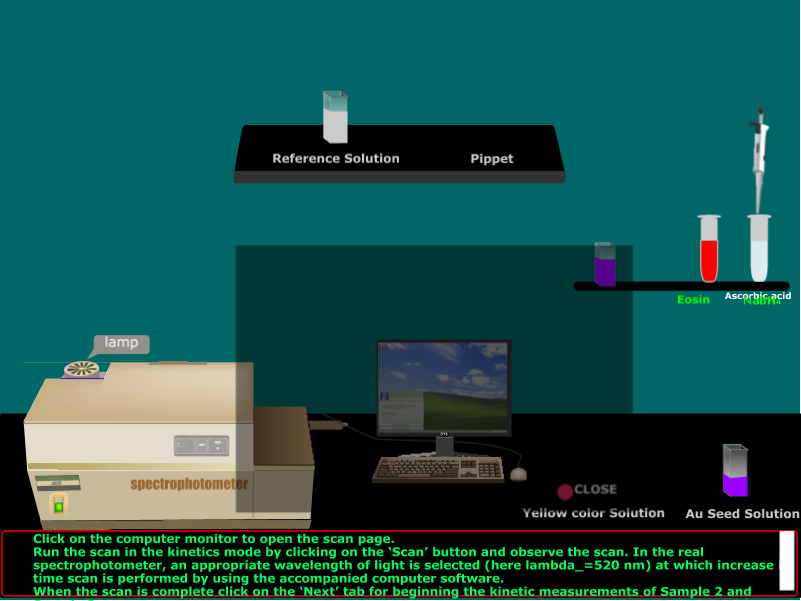 Reference Solution
Pippet
Ascorbic acid
Eosin
lamp
spectrophotometer
CLOSE
Yellow color Solution
Au Seed Solution
Click on the computer monitor to open the scan page.
Run the scan in the kinetics mode by clicking on the ‘Scan’ button and observe the scan. In the real
spectrophotometer, an appropriate wavelength of light is selected (here lambda_=520 nm) at which increase
time scan is performed by using the accompanied computer software.
When the scan is complete click on the ‘Next’ tab for beginning the kinetic measurements of Sample 2 and